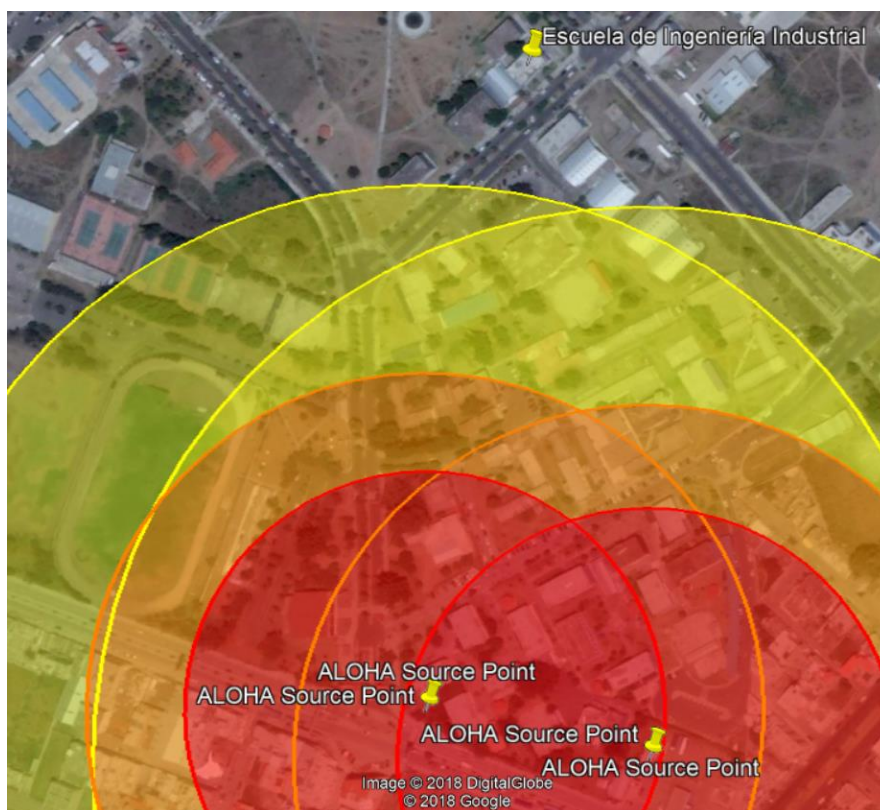 Escuela de Ingeniería Industrial
ALOHA Source Point
ALOHA Source Point
ALOHA Source Point
ALOHA Source Point
Image © 2018 DigitalGlobe
© 2018 Google